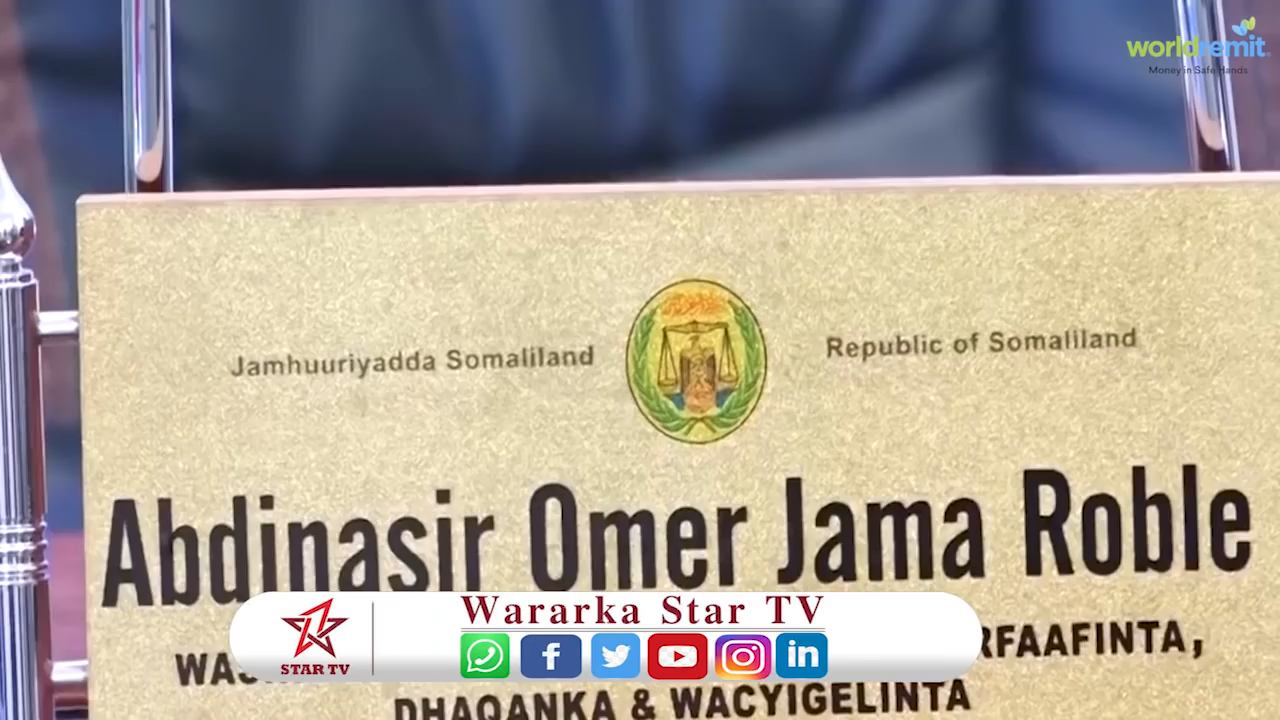 worldremit
Money in Safe Hands
Jamhuuriyadda Somaliland
Republic of Somaliland
Abdinasir Omer Jama Roble
Wararka Star TV
STAR TV
DHAQANKA & WACYIGELINTA